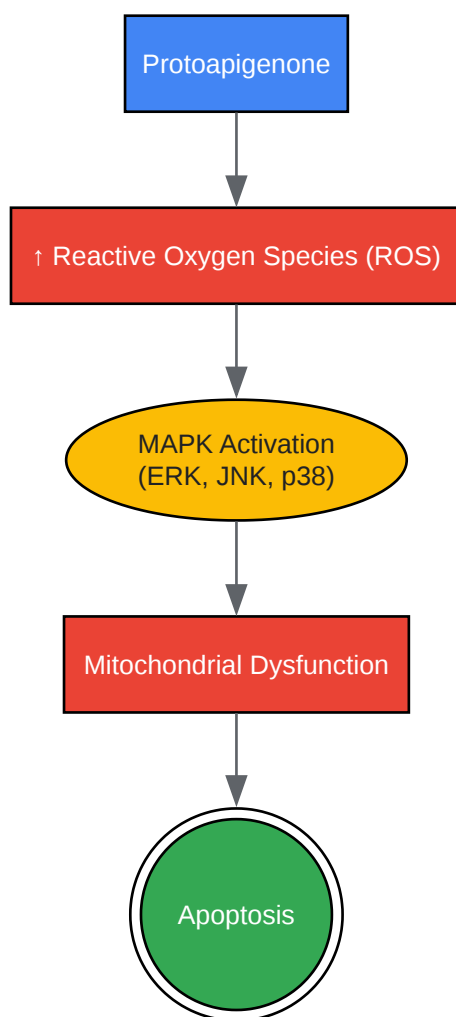 Protoapigenone
↑ Reactive Oxygen Species (ROS)
MAPK Activation
(ERK, JNK, p38)
Mitochondrial Dysfunction
Apoptosis